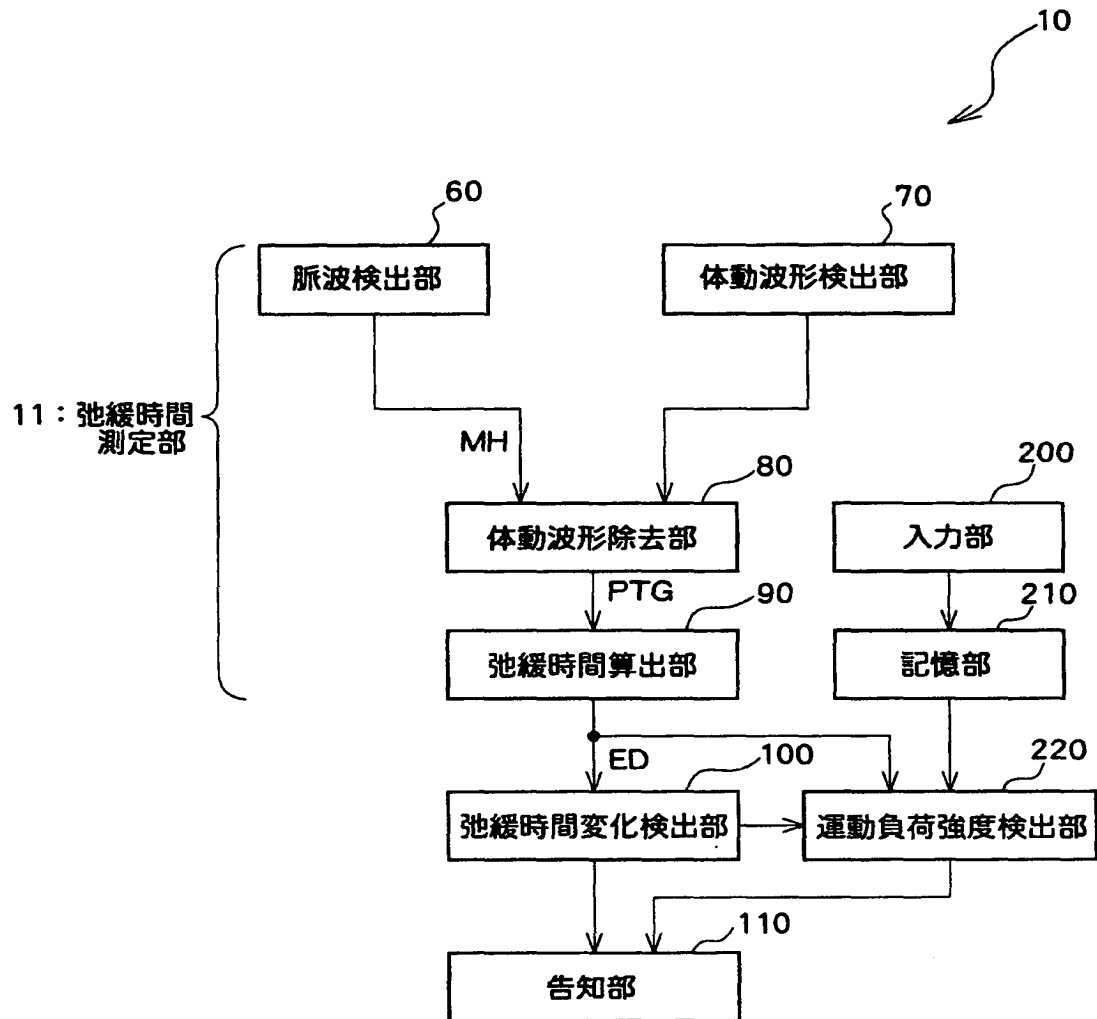 10
60
70
脈波検出部
体動波形検出部
11：弛緩時間
測定部
MH
80
200
体動波形除去部
入力部
PTG
90
210
弛緩時間算出部
記憶部
ED
100
220
弛緩時間変化検出部
運動負荷強度検出部
110
告知部